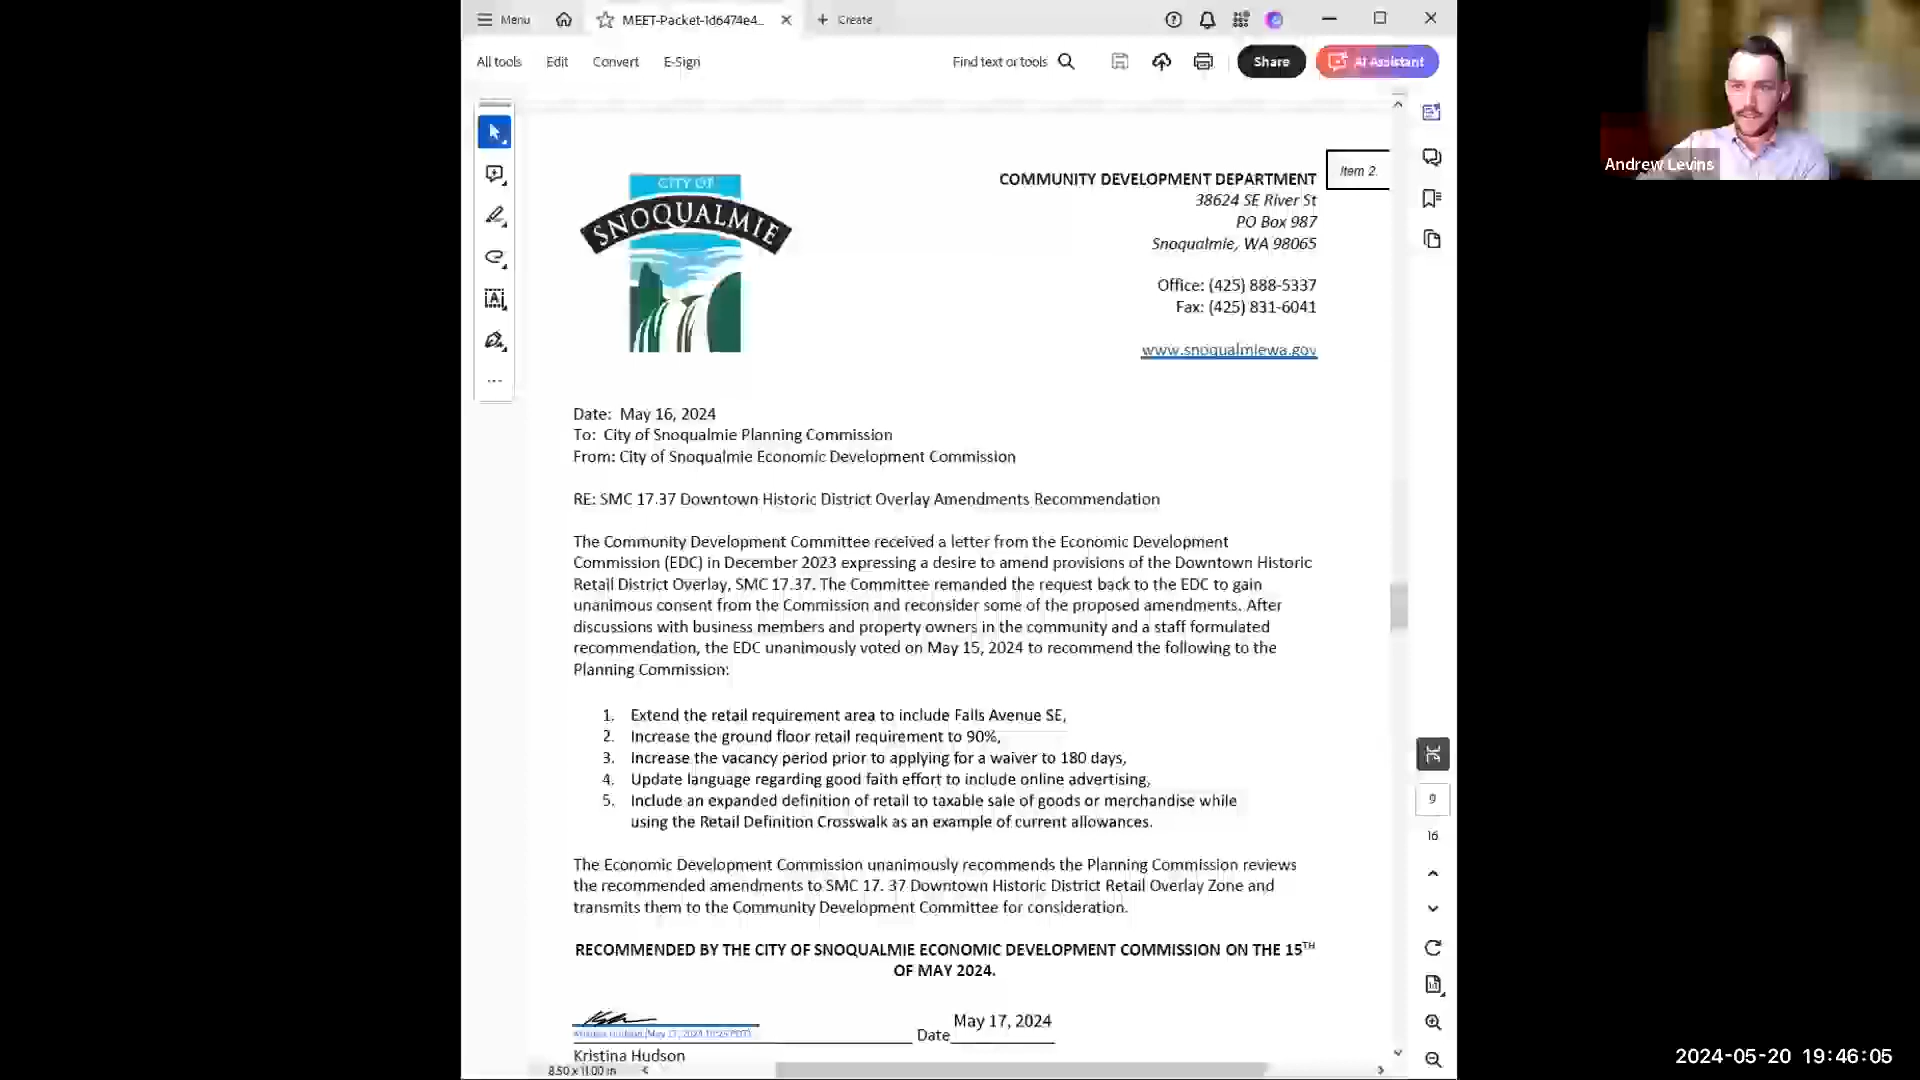 Menu
MEET-Packet-1d6474e4...
Create
All tools
Edit
Convert
E-Sign
Find text or tools
Share
AI Assistant
CITY OF
SNOQUALMIE
COMMUNITY DEVELOPMENT DEPARTMENT
38624 SE River St
PO Box 987
Snoqualmie, WA 98065
Office: (425) 888-5337
Fax: (425) 831-6041
www.snoqualmiewa.gov
Item 2.
Andrew Levins
Date: May 16, 2024
To: City of Snoqualmie Planning Commission
From: City of Snoqualmie Economic Development Commission
RE: SMC 17.37 Downtown Historic District Overlay Amendments Recommendation
The Community Development Committee received a letter from the Economic Development
Commission (EDC) in December 2023 expressing a desire to amend provisions of the Downtown Historic
Retail District Overlay, SMC 17.37. The Committee remanded the request back to the EDC to gain
unanimous consent from the Commission and reconsider some of the proposed amendments. After
discussions with business members and property owners in the community and a staff formulated
recommendation, the EDC unanimously voted on May 15, 2024 to recommend the following to the
Planning Commission:
1. Extend the retail requirement area to include Falls Avenue SE,
2. Increase the ground floor retail requirement to 90%,
3. Increase the vacancy period prior to applying for a waiver to 180 days,
4. Update language regarding good faith effort to include online advertising,
5. Include an expanded definition of retail to taxable sale of goods or merchandise while
using the Retail Definition Crosswalk as an example of current allowances.
The Economic Development Commission unanimously recommends the Planning Commission reviews
the recommended amendments to SMC 17. 37 Downtown Historic District Retail Overlay Zone and
transmits them to the Community Development Committee for consideration.
RECOMMENDED BY THE CITY OF SNOQUALMIE ECONOMIC DEVELOPMENT COMMISSION ON THE 15TH
OF MAY 2024.
May 17, 2024
Date
Kristina Hudson
8.50 x 11.00 in
9
16
2024-05-20 19:46:05